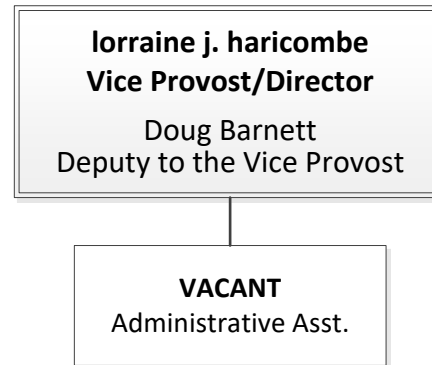 lorraine j. haricombe
Vice Provost/Director
Doug Barnett
Deputy to the Vice Provost
VACANT
Administrative Asst.